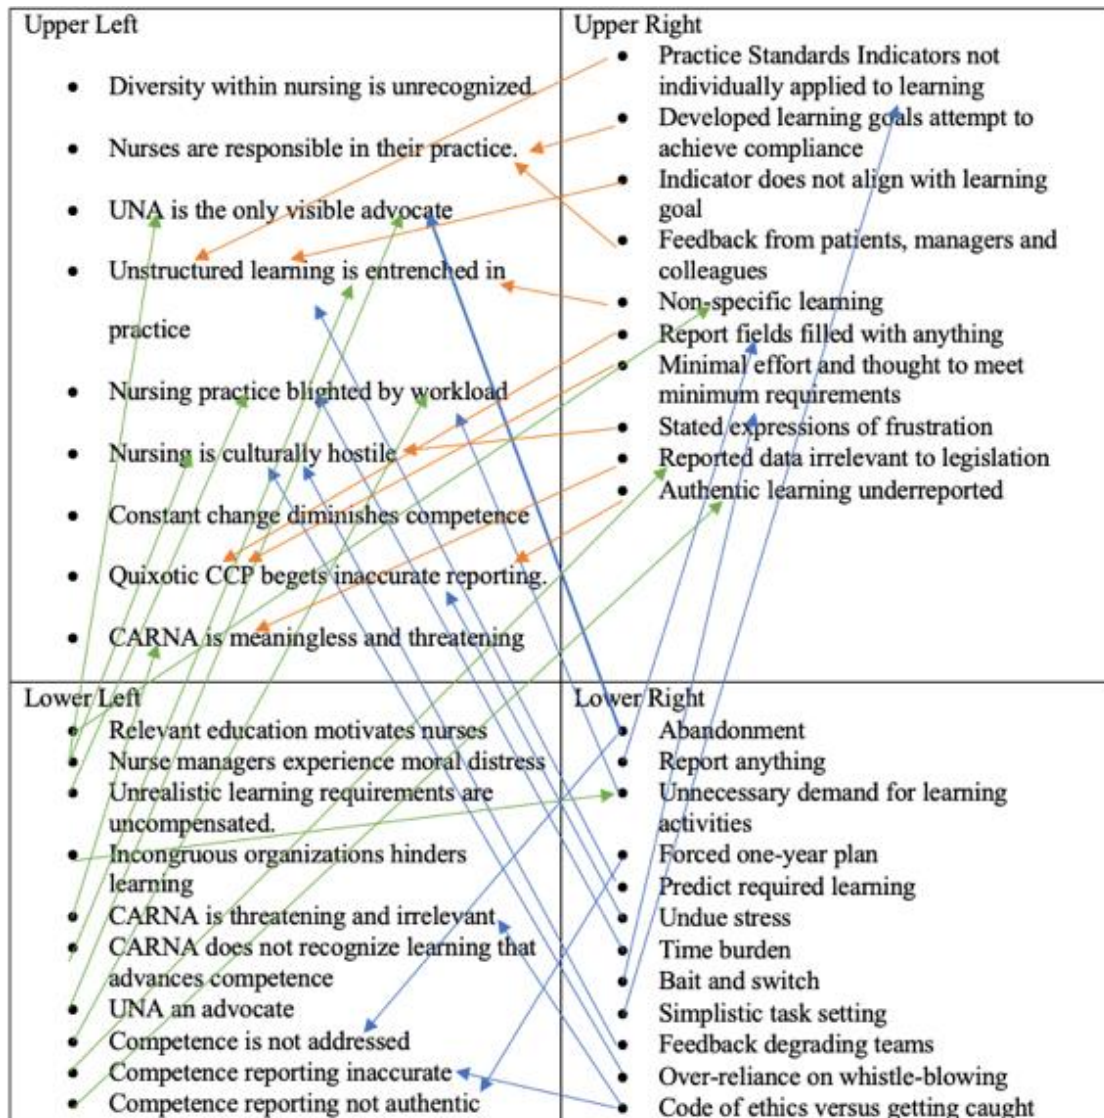 Upper Left
Diversity within nursing is unrecognized.
Nurses are responsible in their practice.
UNA is the only visible advocate
Unstructured learning is entrenched in
practice
Nursing practice blighted by workload
Nursing is culturally hostile
Constant change diminishes competence
Quixotic CCP begets inaccurate reporting.
CARNA is meaningless and threatening
Upper Right
Practice Standards Indicators not
individually applied to learning
Developed learning goals attempt to
achieve compliance
Indicator does not align with learning
goal
Feedback from patients, managers and
colleagues
Non-specific learning
Report fields filled with anything
Minimal effort and thought to meet
minimum requirements
Stated expressions of frustration
Reported data irrelevant to legislation
Authentic learning underreported
Lower Left
Relevant education motivates nurses
Nurse managers experience moral distress
Unrealistic learning requirements are
uncompensated.
Incongruous organizations hinders
learning
CARNA is threatening and irrelevant
CARNA does not recognize learning that
advances competence
UNA an advocate
Competence is not addressed
Competence reporting inaccurate
Competence reporting not authentic
Lower Right
Abandonment
Report anything
Unnecessary demand for learning
activities
Forced one-year plan
Predict required learning
Undue stress
Time burden
Bait and switch
Simplistic task setting
Feedback degrading teams
Over-reliance on whistle-blowing
Code of ethics versus getting caught